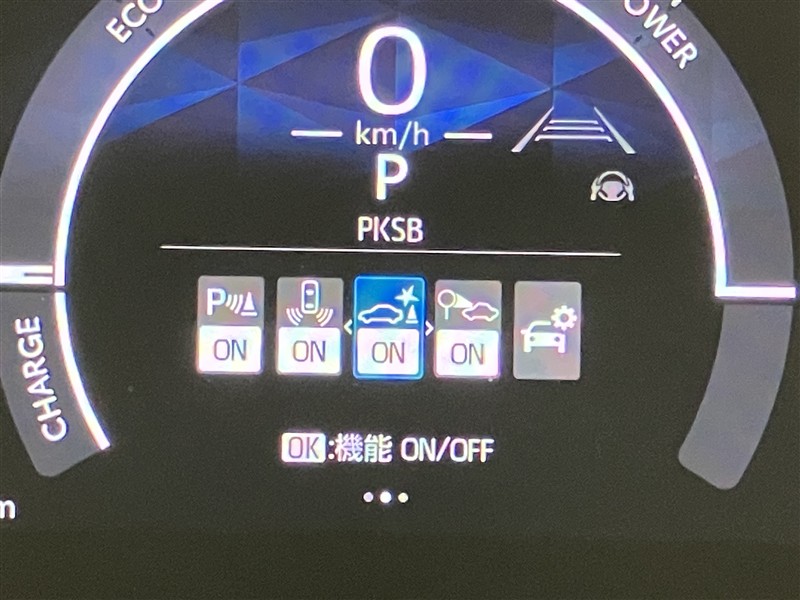 ECO
POWER
0
km/h
P
PKSB
P
ON
ON
ON
ON
CHARGE
OK:機能 ON/OFF
m